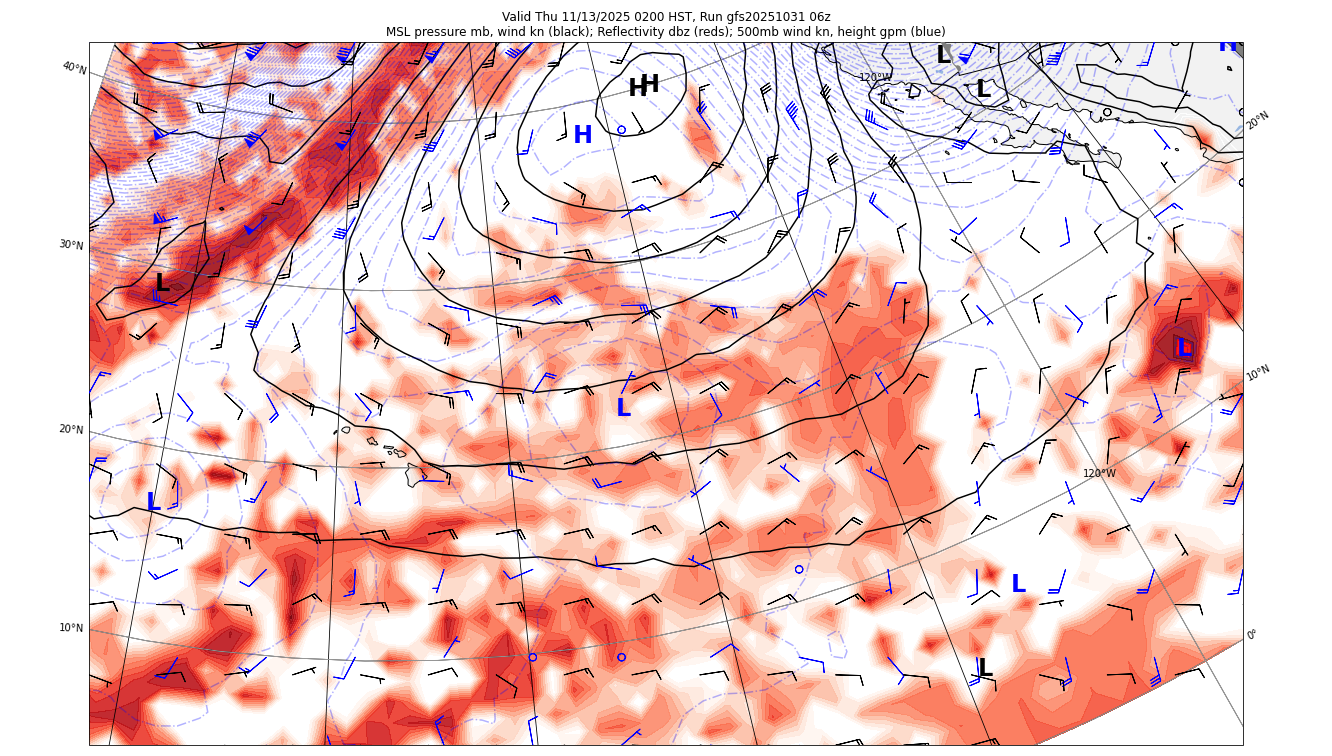 Valid Thu 11/13/2025 0200 HST, Run gfs20251031 06z
MSL pressure mb, wind kn (black); Reflectivity dbz (reds); 500mb wind kn, height gpm (blue)
H
L
40°N
120°W
H
H
L
20°N
H
30°N
L
L
10°N
L
20°N
120°W
L
L
10°N
0°
L